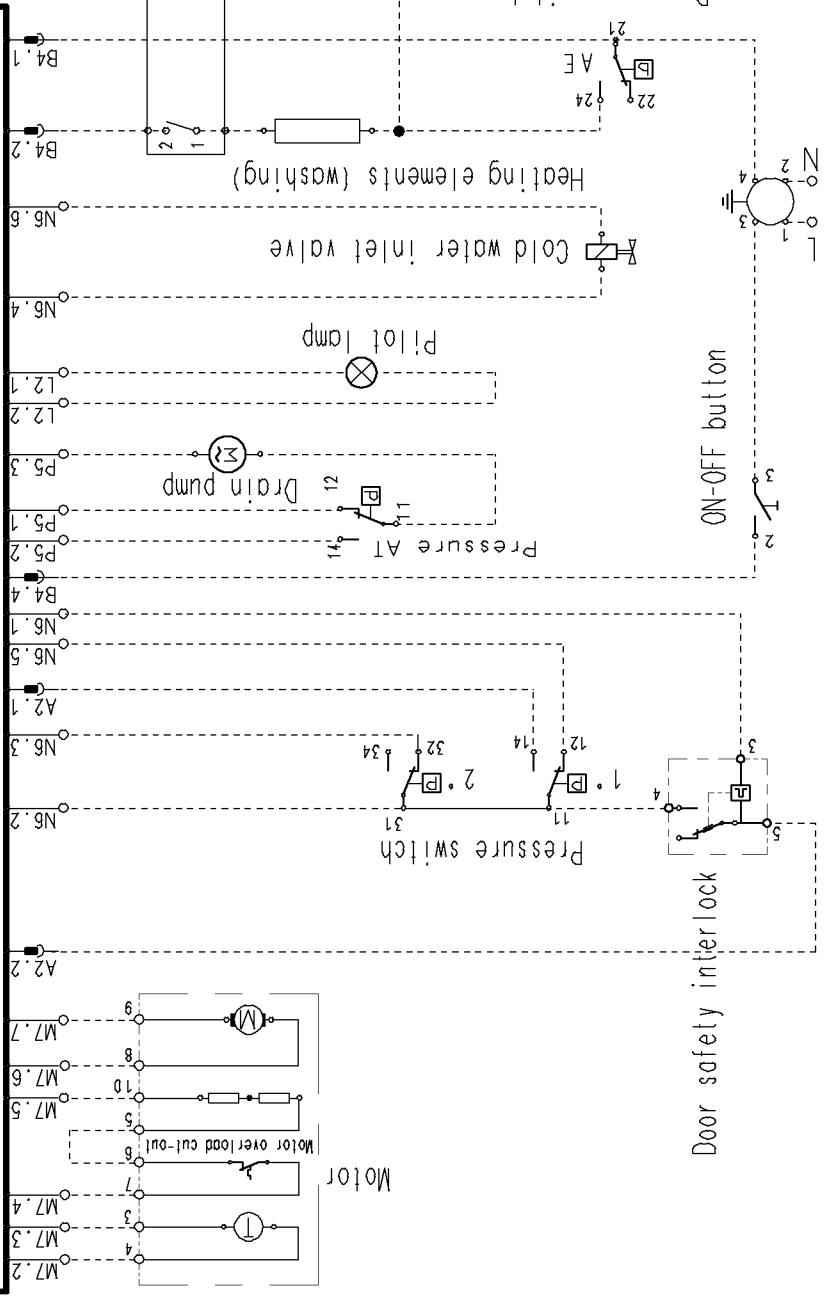 B4.1
21
AE
22
24
B4.2
2
1
Heating elements (washing)
N
2
4
1
3
L
N6.6
Cold water inlet valve
N6.4
Pilot lamp
L2.1
L2.2
ON-OFF button
P5.3
M
Drain pump
12
P
11
3
P5.1
P5.2
14
Pressure AT
2
B4.4
N6.1
N6.5
A2.1
N6.3
34
32
14
12
3
P
2°
P
1°
4
N6.2
31
11
5
Pressure switch
Door safety interlock
A2.2
M7.7
9
M
M7.6
8
M7.5
10
5
Motor overload cut-out
6
Motor
M7.4
7
M7.3
3
T
M7.2
4